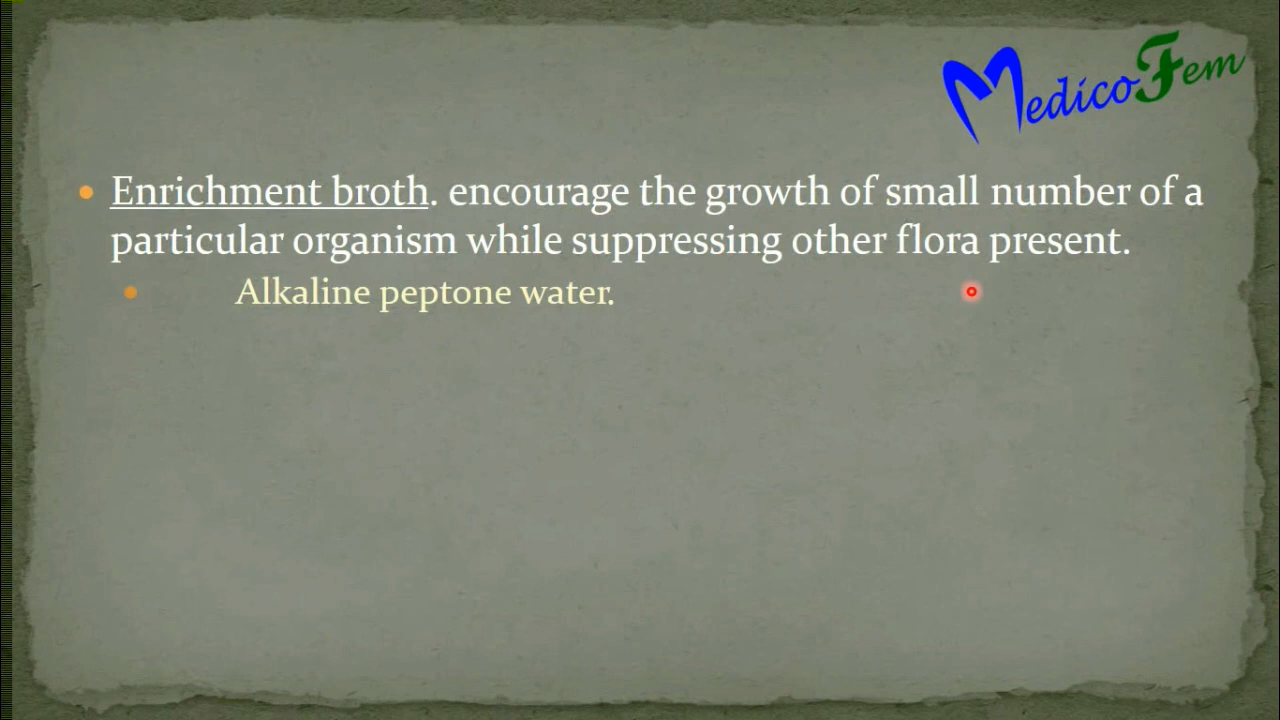 MedicoFem
Enrichment broth. encourage the growth of small number of a
particular organism while suppressing other flora present.
Alkaline peptone water.